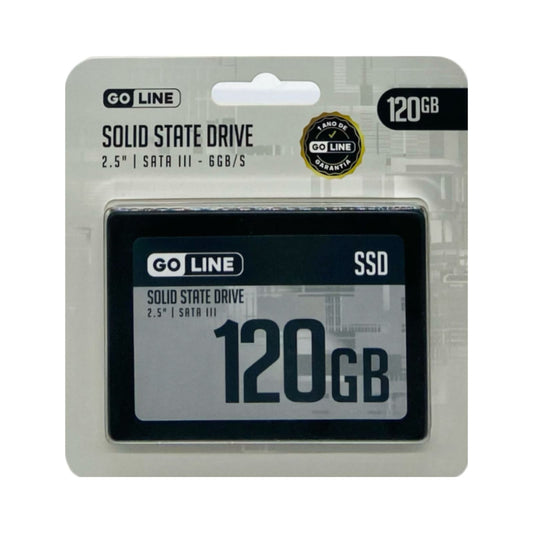 GO LINE
120GB
SOLID STATE DRIVE
2.5" | SATA III - 6GB/S
1 ANO DE
GO LINE
GARANTIA
GO LINE
SSD
SOLID STATE DRIVE
2.5" | SATA III
120GB